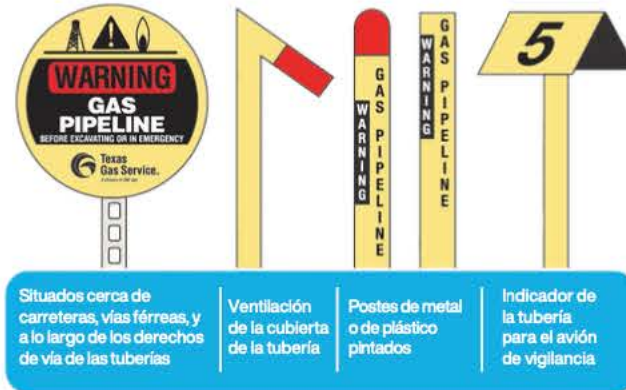 WARNING
GAS
PIPELINE
BEFORE EXCAVATING OR IN EMERGENCY
Texas
Gas Service.
WARNING
GAS PIPELINE
WARNING
GAS PIPELINE
5
Situados cerca de
carreteras, vías férreas, y
a lo largo de los derechos
de vía de las tuberías
Ventilación
de la cubierta
de la tubería
Postes de metal
o de plástico
pintados
Indicador de
la tubería
para el avión
de vigilancia